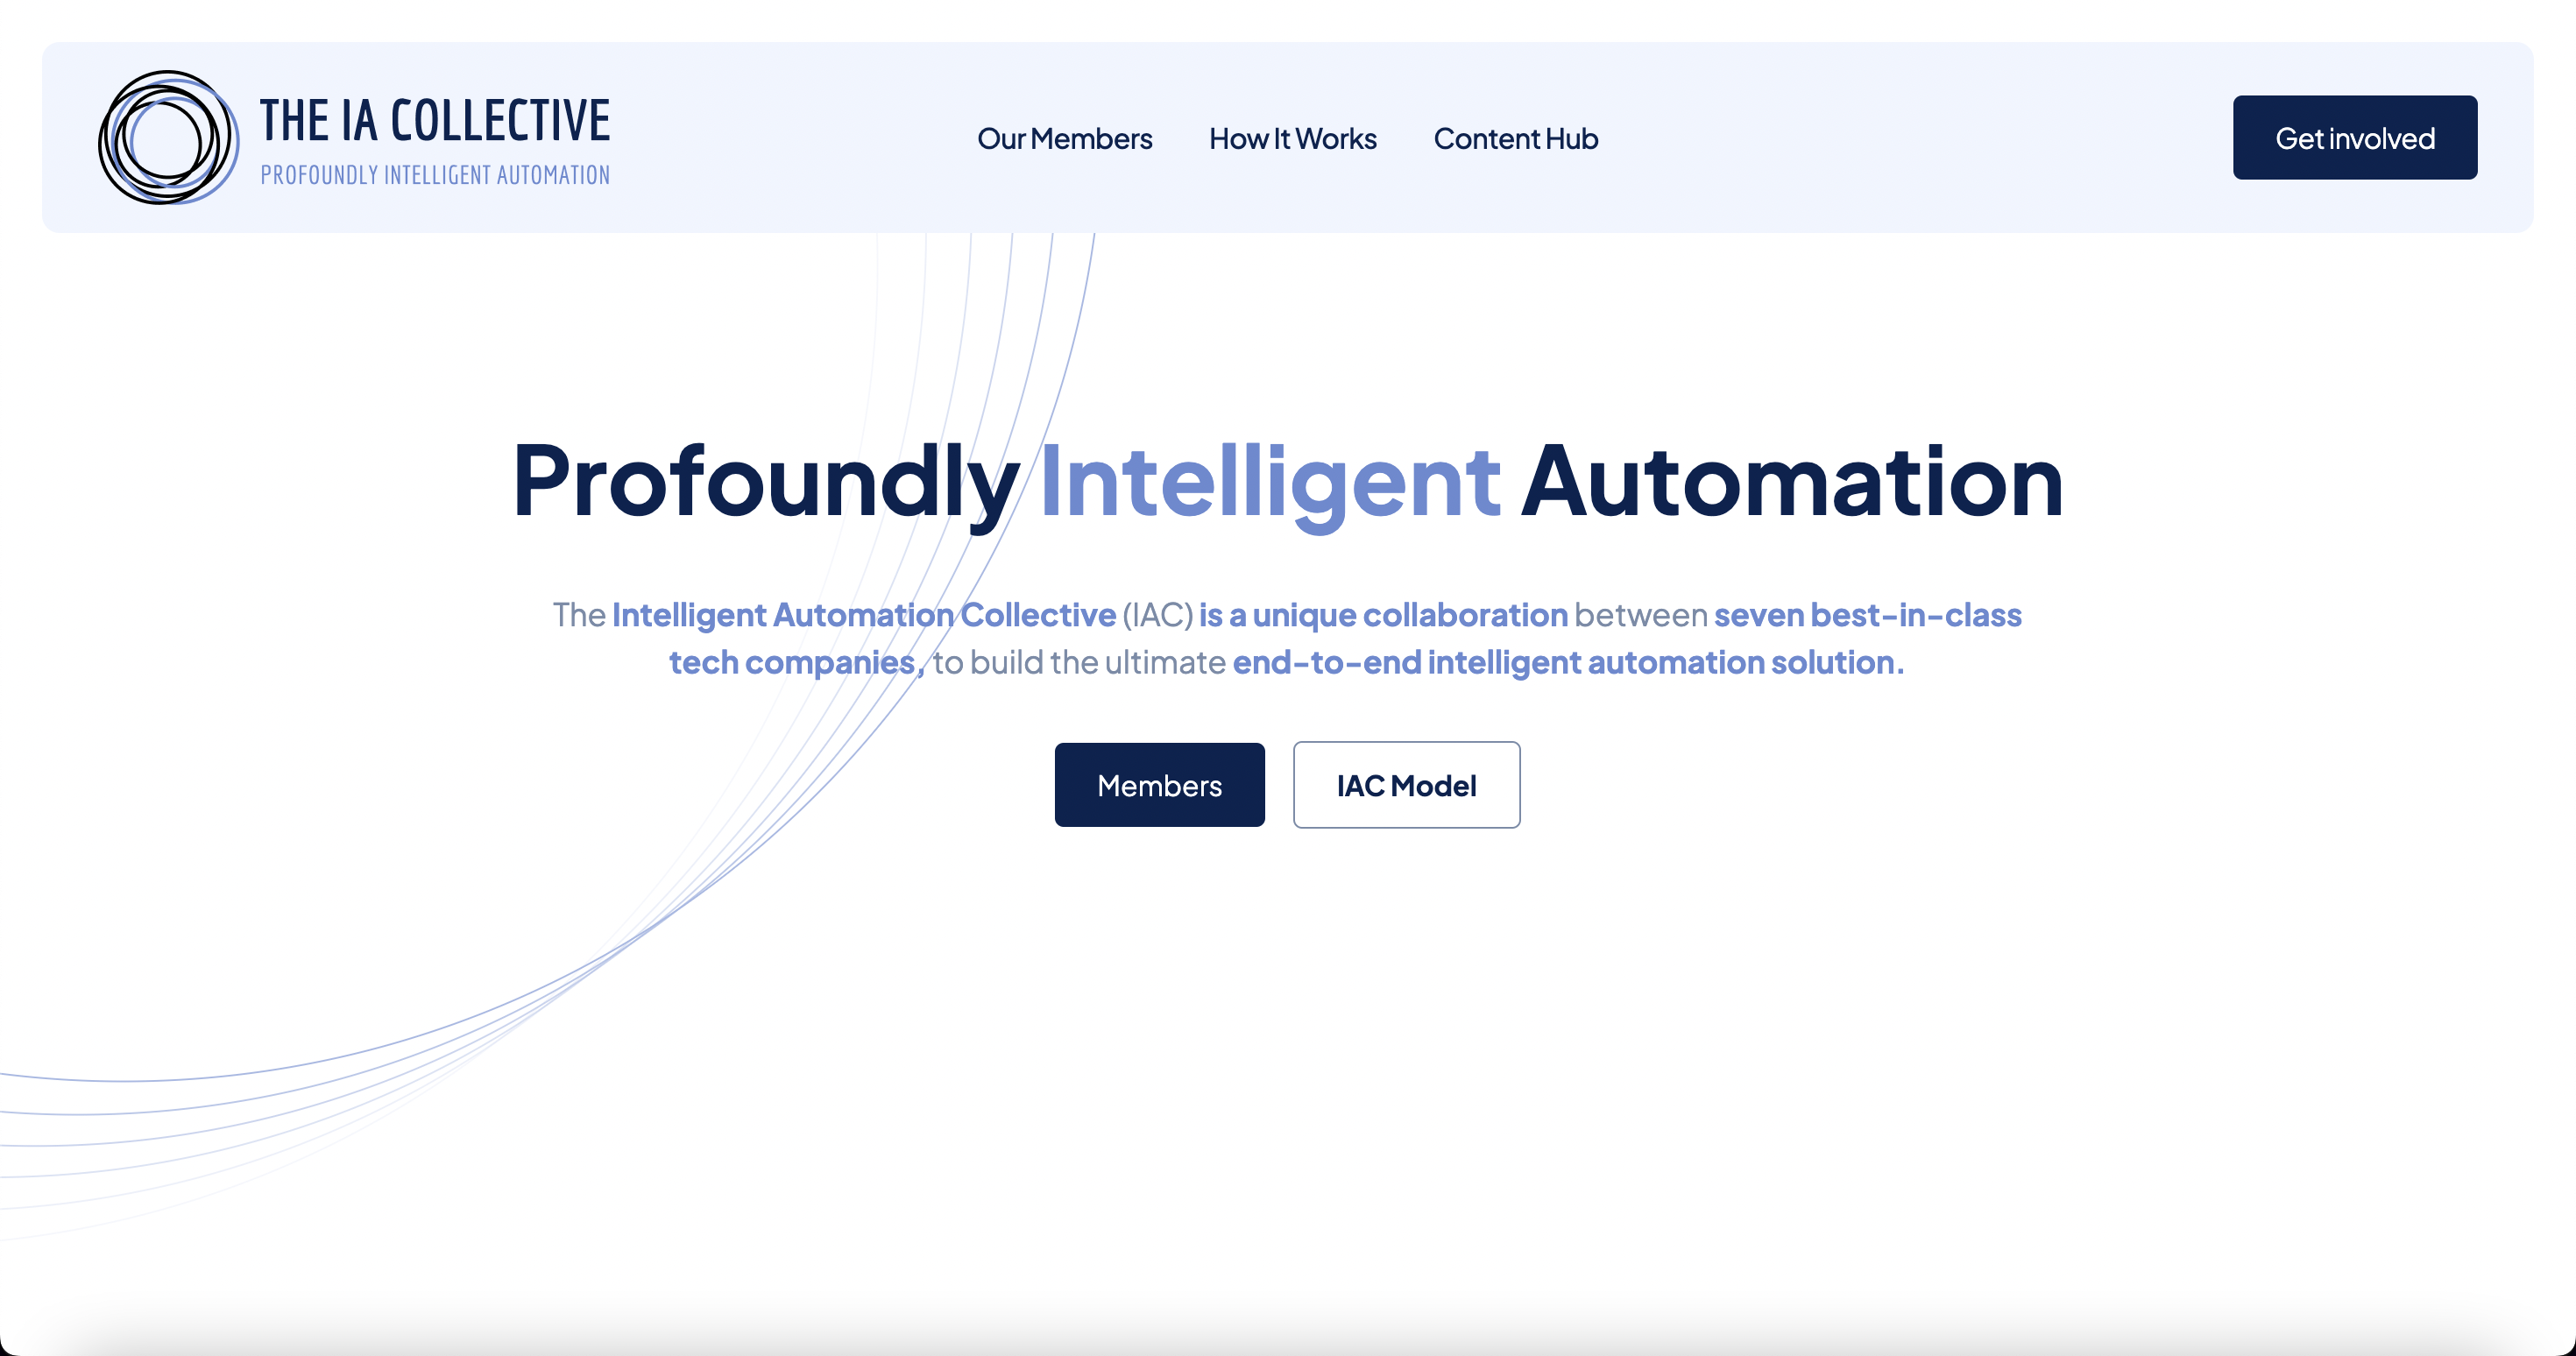 THE IA COLLECTIVE
PROFOUNDLY INTELLIGENT AUTOMATION
Our Members
How It Works
Content Hub
Get involved
Profoundly Intelligent Automation
The Intelligent Automation Collective (IAC) is a unique collaboration between seven best-in-class
tech companies, to build the ultimate end-to-end intelligent automation solution.
Members
IAC Model